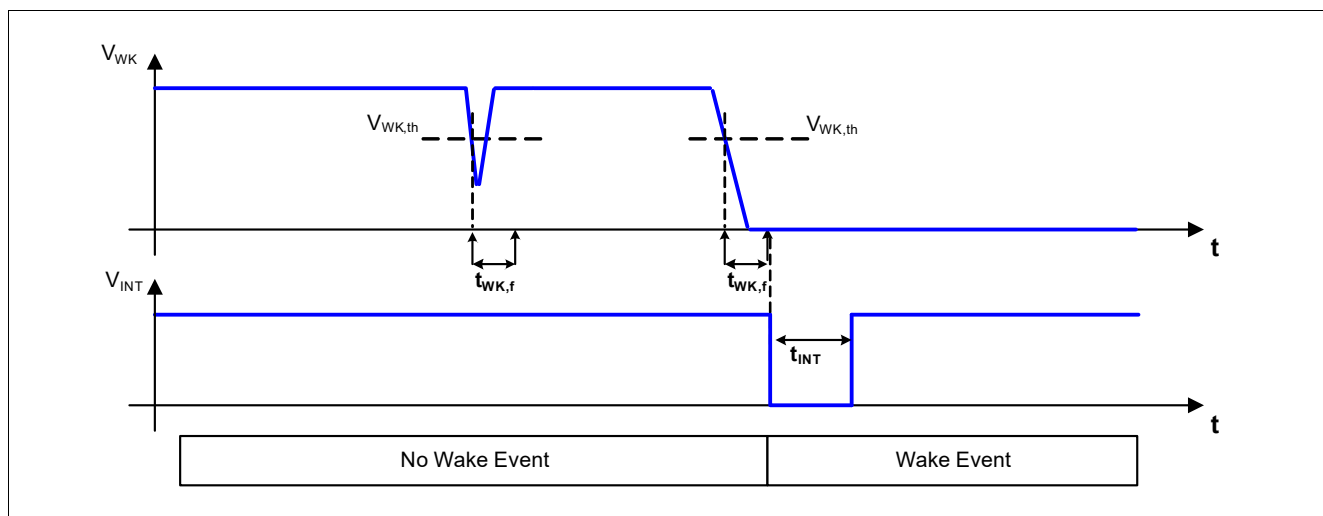 VWK
VWK,th
VWK,th
t
tWK,f
tWK,f
VINT
tINT
t
No Wake Event
Wake Event